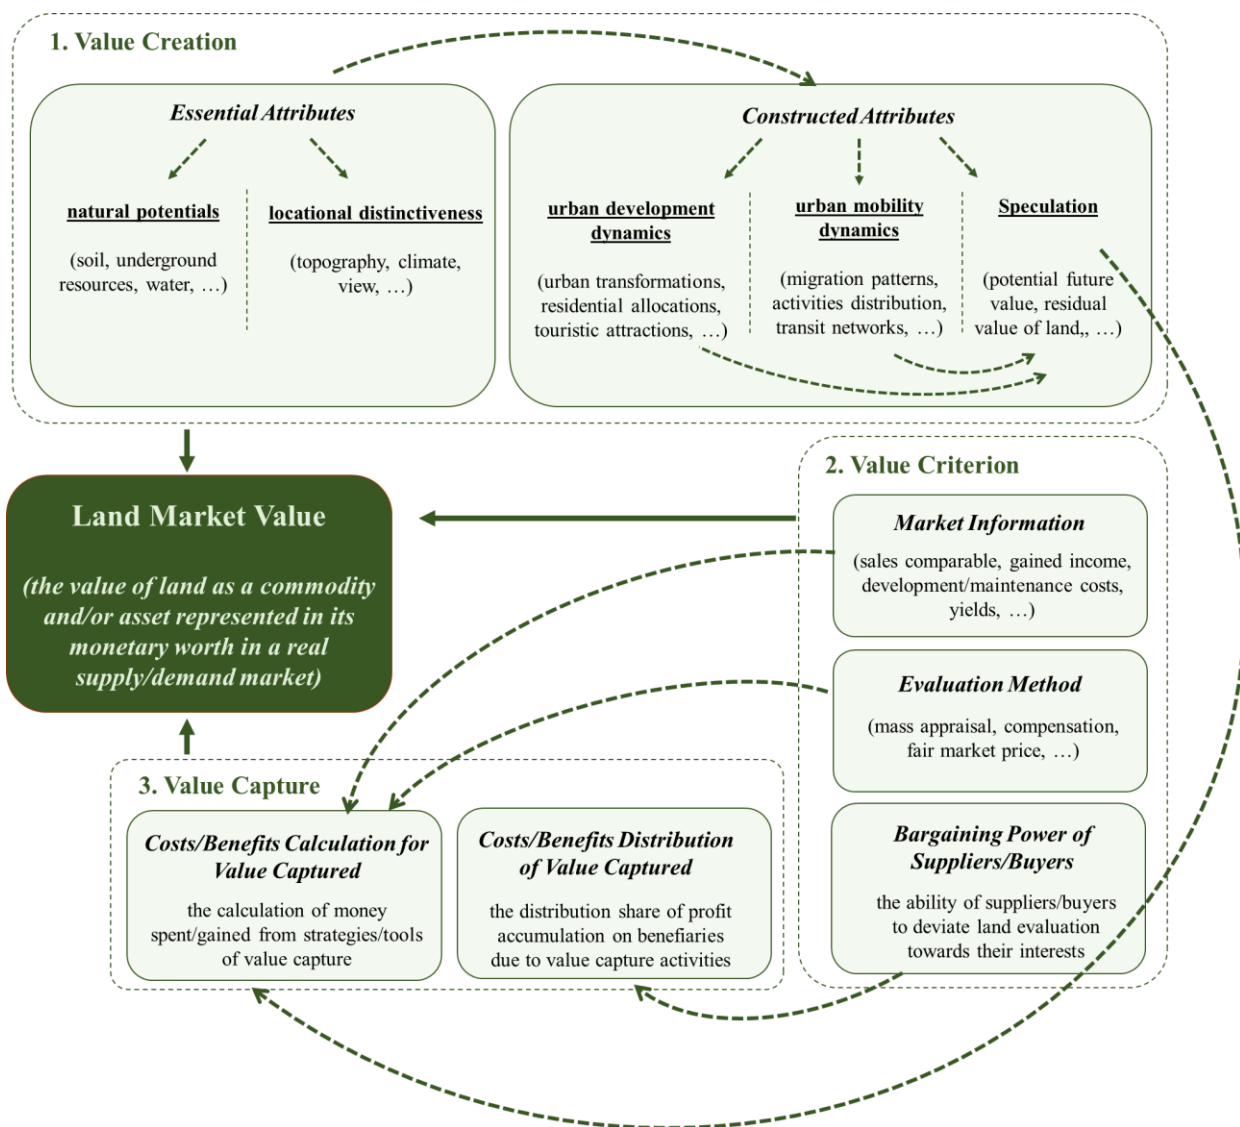 1. Value Creation
Essential Attributes
natural potentials
(soil, underground
resources, water, …)
locational distinctiveness
(topography, climate,
view, …)
Constructed Attributes
urban development
dynamics
(urban transformations,
residential allocations,
touristic attractions, …)
urban mobility
dynamics
(migration patterns,
activities distribution,
transit networks, …)
Speculation
(potential future
value, residual
value of land,, …)
Land Market Value
(the value of land as a commodity
and/or asset represented in its
monetary worth in a real
supply/demand market)
2. Value Criterion
Market Information
(sales comparable, gained income,
development/maintenance costs,
yields, …)
Evaluation Method
(mass appraisal, compensation,
fair market price, …)
Bargaining Power of
Suppliers/Buyers
the ability of suppliers/buyers
to deviate land evaluation
towards their interests
3. Value Capture
Costs/Benefits Calculation for
Value Captured
the calculation of money
spent/gained from strategies/tools
of value capture
Costs/Benefits Distribution
of Value Captured
the distribution share of profit
accumulation on benefiaries
due to value capture activities